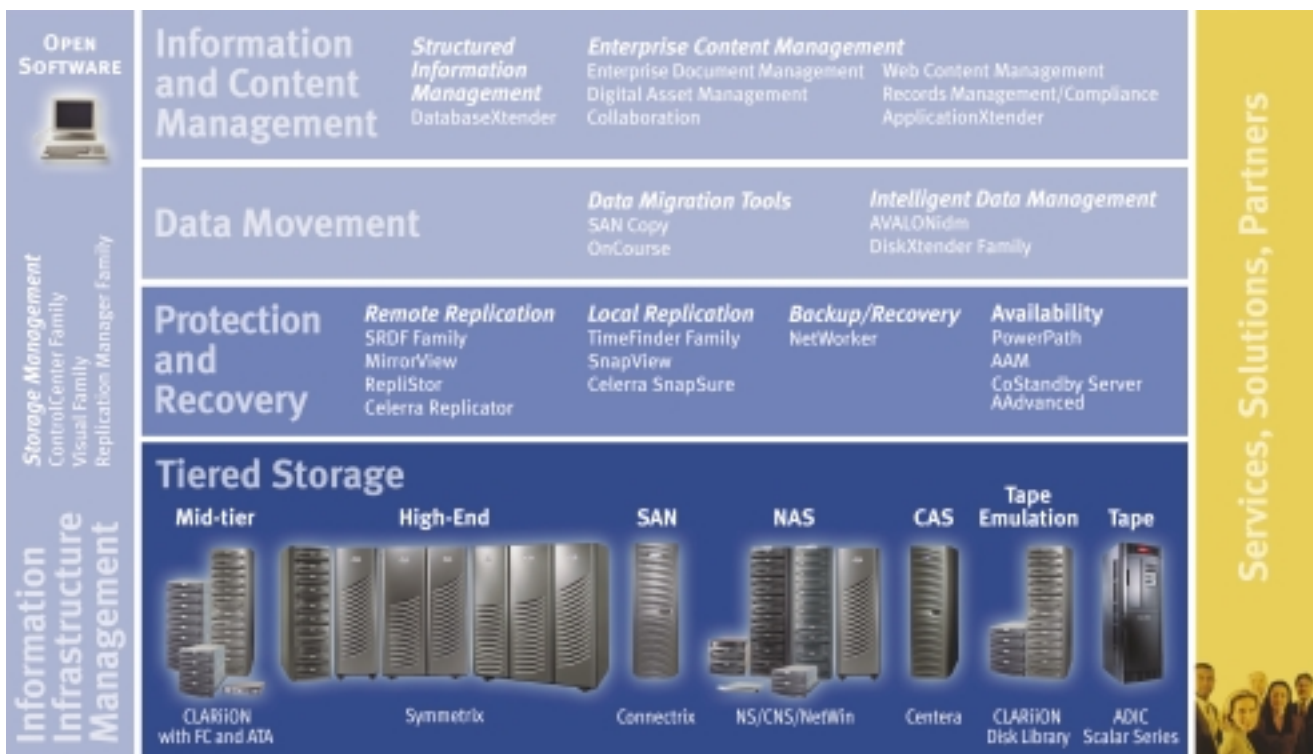 OPEN
SOFTWARE
Storage Management
ControlCenter Family
Visual Family
Replication Manager Family
Information
Infrastructure
Management
Information
and Content
Management
Structured
Information
Management
DatabaseXtender
Enterprise Content Management
Enterprise Document Management
Digital Asset Management
Collaboration
Web Content Management
Records Management/Compliance
ApplicationXtender
Data Movement
Data Migration Tools
SAN Copy
OnCourse
Intelligent Data Management
AVALONidm
DiskXtender Family
Protection
and
Recovery
Remote Replication
SRDF Family
MirrorView
RepliStor
Celerra Replicator
Local Replication
TimeFinder Family
SnapView
Celerra SnapSure
Backup/Recovery
NetWorker
Availability
PowerPath
AAM
CoStandby Server
AAdvanced
Tiered Storage
Mid-tier
High-End
SAN
NAS
CAS
Tape
Emulation
Tape
CLARiiON
with FC and ATA
Symmetrix
Connectrix
NS/CNS/NetWin
Centera
CLARiiON
Disk Library
ADIC
Scalar Series
Services, Solutions, Partners